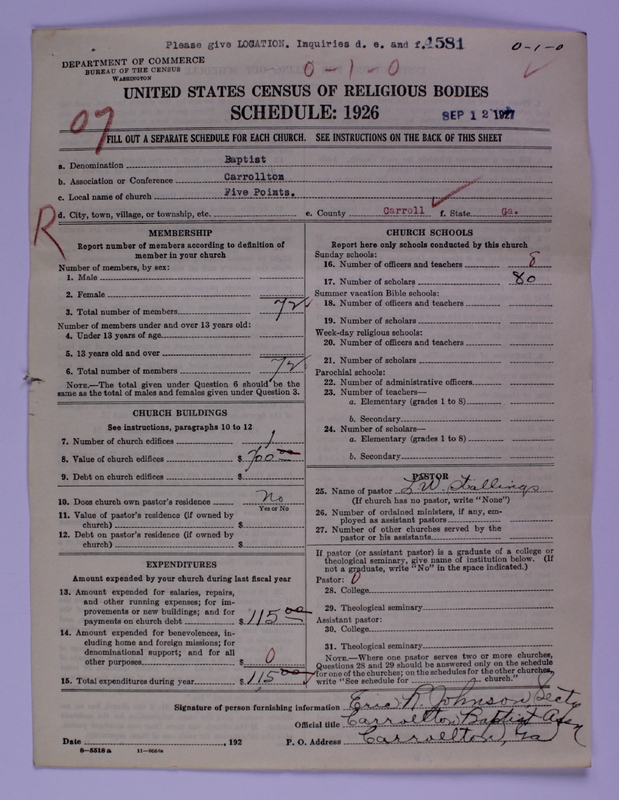 Please give LOCATION. Inquiries d. e. and f. 1581
0-1-0
0-1-0
DEPARTMENT OF COMMERCE
BUREAU OF THE CENSUS
WASHINGTON
UNITED STATES CENSUS OF RELIGIOUS BODIES
SCHEDULE: 1926
SEP 12 1927
07
FILL OUT A SEPARATE SCHEDULE FOR EACH CHURCH. SEE INSTRUCTIONS ON THE BACK OF THIS SHEET
a. Denomination Baptist
b. Association or Conference Carrollton
c. Local name of church Five Points.
d. City, town, village, or township, etc. e. County Carroll f. State Ga.
R
MEMBERSHIP
Report number of members according to definition of
member in your church
Number of members, by sex:
1. Male
2. Female
3. Total number of members 72
Number of members under and over 13 years old:
4. Under 13 years of age
5. 13 years old and over
6. Total number of members 72
NOTE.—The total given under Question 6 should be the
same as the total of males and females given under Question 3.
CHURCH BUILDINGS
See instructions, paragraphs 10 to 12
7. Number of church edifices 1
8. Value of church edifices $ 700 00
9. Debt on church edifices $
10. Does church own pastor's residence No
Yes or No
11. Value of pastor's residence (if owned by
church) $
12. Debt on pastor's residence (if owned by
church) $
EXPENDITURES
Amount expended by your church during last fiscal year
13. Amount expended for salaries, repairs,
and other running expenses; for im-
provements or new buildings; and for
payments on church debt $ 115 00
14. Amount expended for benevolences, in-
cluding home and foreign missions; for
denominational support; and for all
other purposes $ 0
15. Total expenditures during year $ 115 00
CHURCH SCHOOLS
Report here only schools conducted by this church
Sunday schools:
16. Number of officers and teachers 8
17. Number of scholars 80
Summer vacation Bible schools:
18. Number of officers and teachers
19. Number of scholars
Week-day religious schools:
20. Number of officers and teachers
21. Number of scholars
Parochial schools:
22. Number of administrative officers
23. Number of teachers—
a. Elementary (grades 1 to 8)
b. Secondary
24. Number of scholars—
a. Elementary (grades 1 to 8)
b. Secondary
PASTOR
25. Name of pastor L W Stallings
(If church has no pastor, write "None")
26. Number of ordained ministers, if any, em-
ployed as assistant pastors
27. Number of other churches served by the
pastor or his assistants
If pastor (or assistant pastor) is a graduate of a college or
theological seminary, give name of institution below. (If
not a graduate, write "No" in the space indicated.)
Pastor: 0
28. College
29. Theological seminary
Assistant pastor:
30. College
31. Theological seminary
NOTE.—Where one pastor serves two or more churches,
Questions 28 and 29 should be answered only on the schedule
for one of the churches; on the schedules for the other churches,
write "See schedule for church."
Signature of person furnishing information Eric R. Johnson, Secty
Official title Carrollton Baptist Assn
Date , 192 P. O. Address Carrollton, Ga
8-5518a 11-9664a